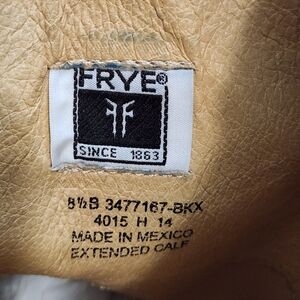 FRYE®
SINCE 1863
8½B 3477167-BKX
4015 H 14
MADE IN MEXICO
EXTENDED CALF